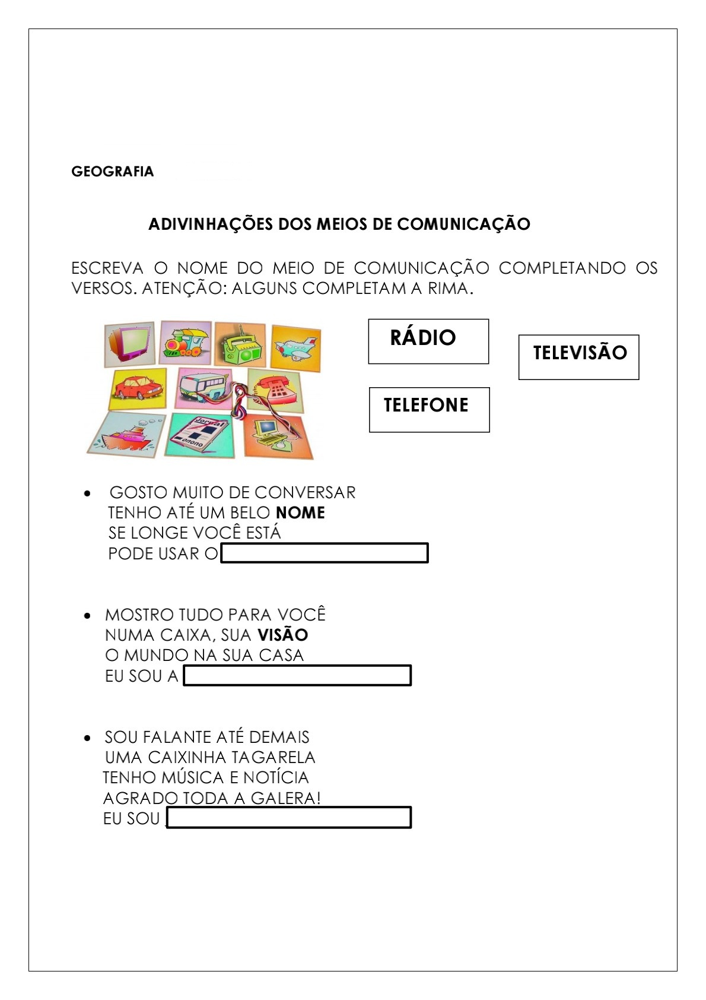 GEOGRAFIA
ADIVINHAÇÕES DOS MEIOS DE COMUNICAÇÃO
ESCREVA O NOME DO MEIO DE COMUNICAÇÃO COMPLETANDO OS
VERSOS. ATENÇÃO: ALGUNS COMPLETAM A RIMA.
RÁDIO
TELEVISÃO
TELEFONE
Jornal
onono
• GOSTO MUITO DE CONVERSAR
TENHO ATÉ UM BELO NOME
SE LONGE VOCÊ ESTÁ
PODE USAR O
• MOSTRO TUDO PARA VOCÊ
NUMA CAIXA, SUA VISÃO
O MUNDO NA SUA CASA
EU SOU A
• SOU FALANTE ATÉ DEMAIS
UMA CAIXINHA TAGARELA
TENHO MÚSICA E NOTÍCIA
AGRADO TODA A GALERA!
EU SOU